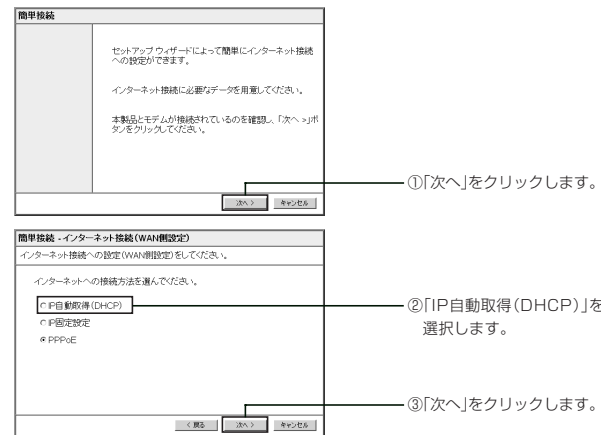 簡単接続
セットアップ ウィザードによって簡単にインターネット接続
への設定ができます。
インターネット接続に必要なデータを用意してください。
本製品とモデムが接続されているのを確認し、「次へ >」ボ
タンをクリックしてください。
次へ >
キャンセル
①「次へ」をクリックします。
簡単接続 - インターネット接続(WAN側設定)
インターネット接続への設定(WAN側設定)をしてください。
インターネットへの接続方法を選んでください。
IP自動取得(DHCP)
②「IP自動取得(DHCP)」を
選択します。
IP固定設定
PPPoE
③「次へ」をクリックします。
< 戻る
次へ >
キャンセル